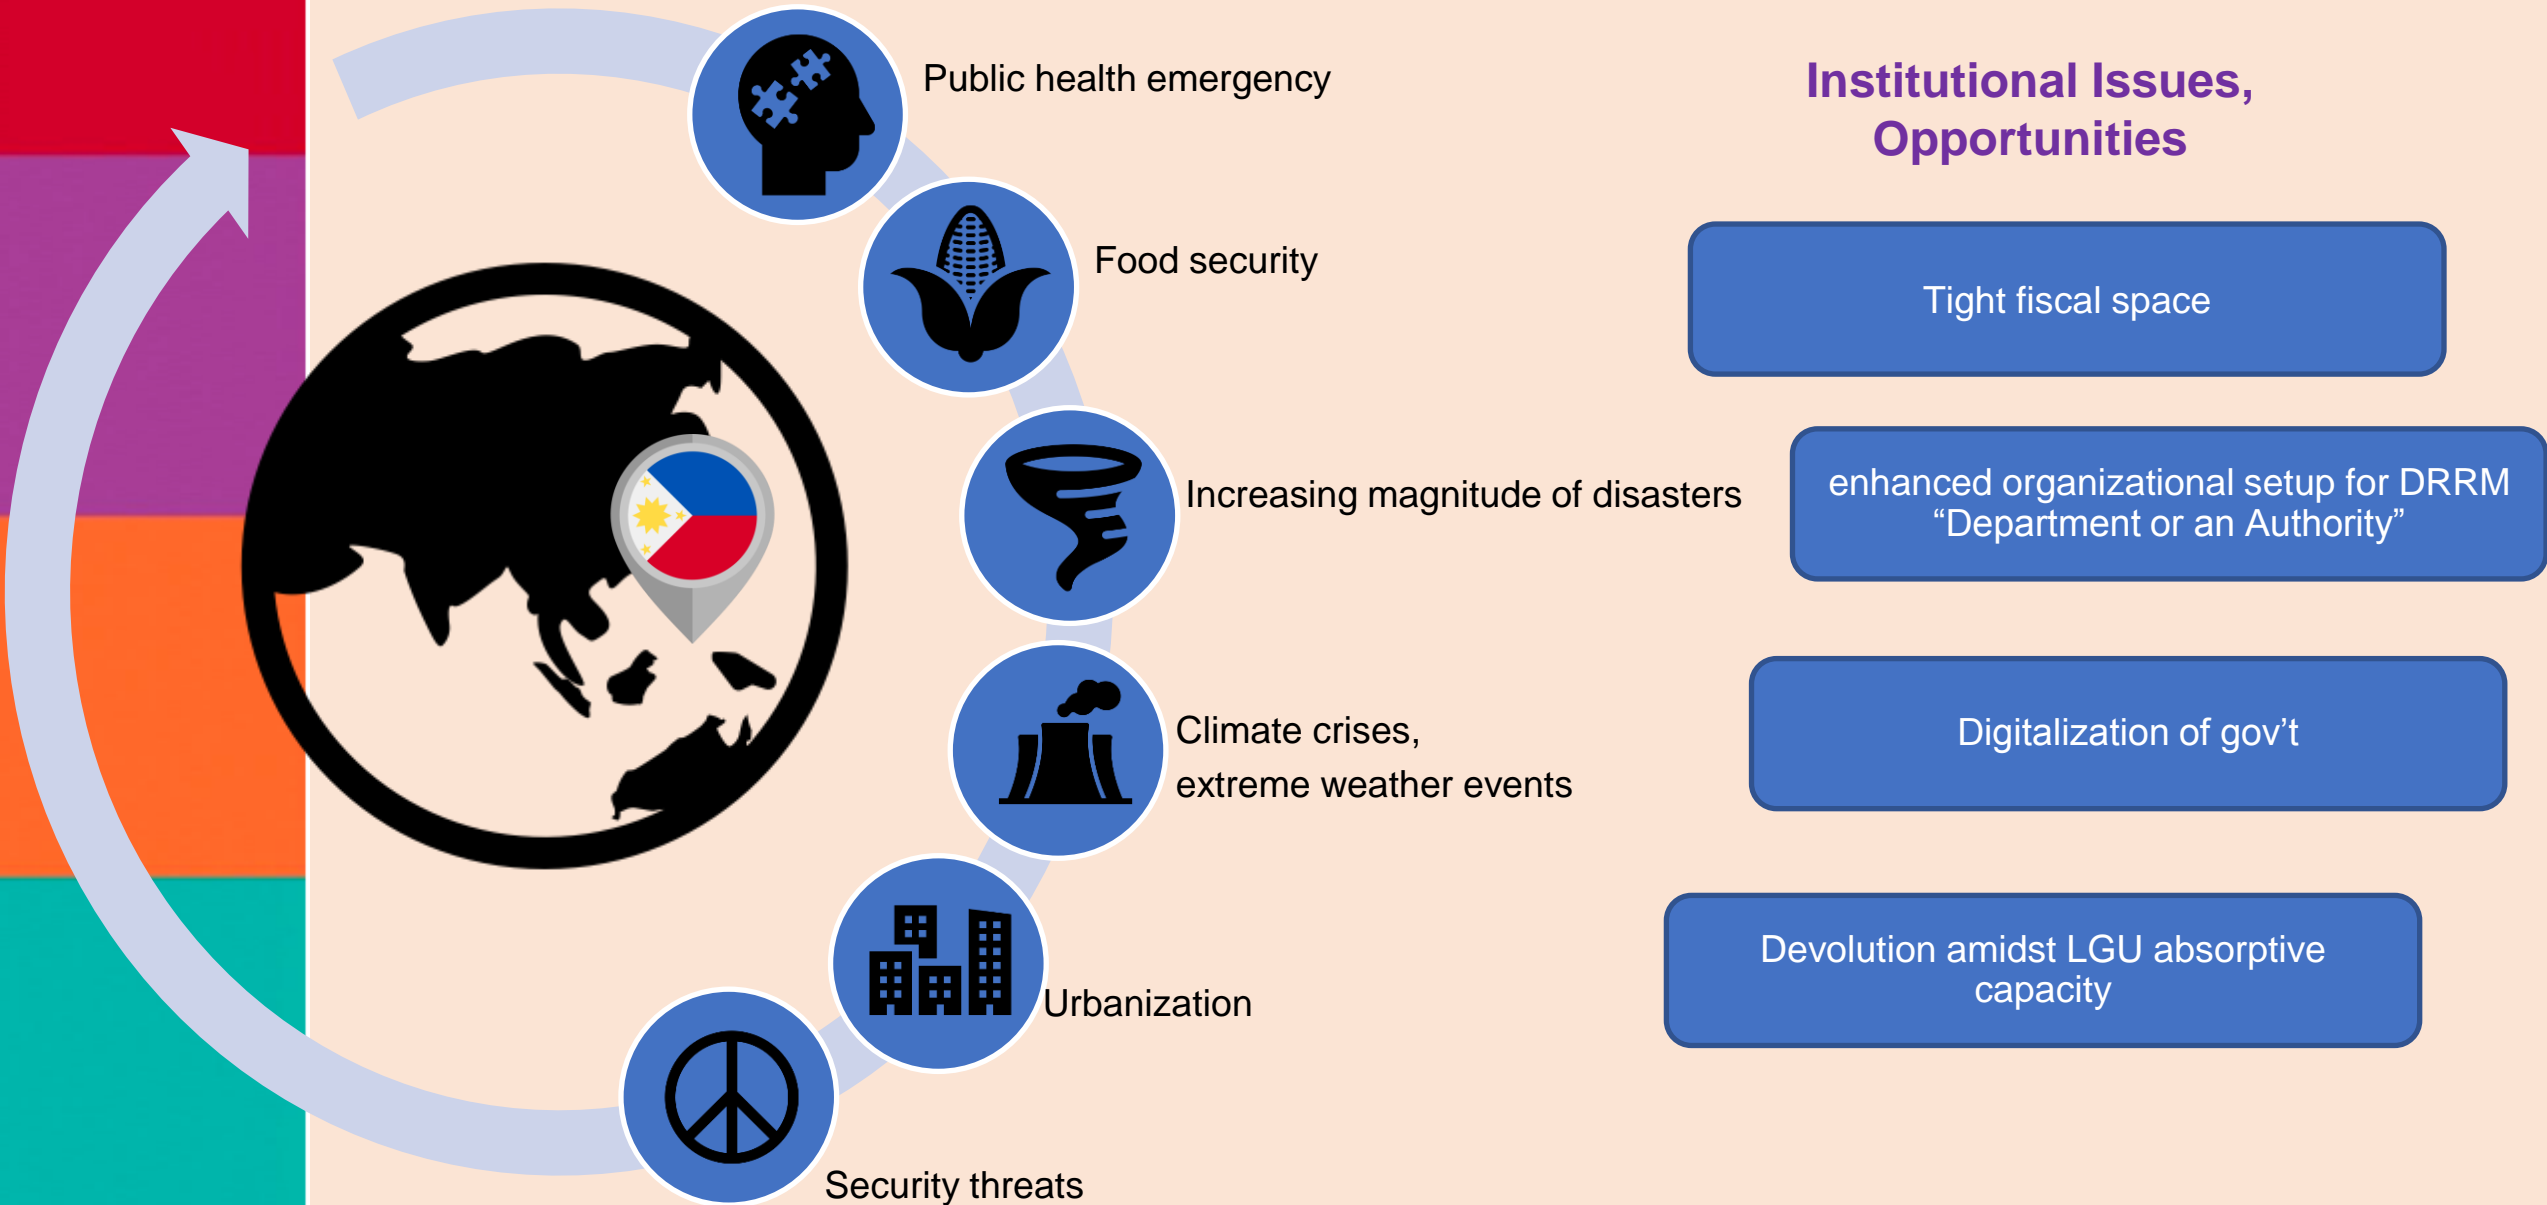 Public health emergency
Food security
Increasing magnitude of disasters
Climate crises,
extreme weather events
Urbanization
Security threats
Institutional Issues,
Opportunities
Tight fiscal space
enhanced organizational setup for DRRM
“Department or an Authority”
Digitalization of gov’t
Devolution amidst LGU absorptive
capacity